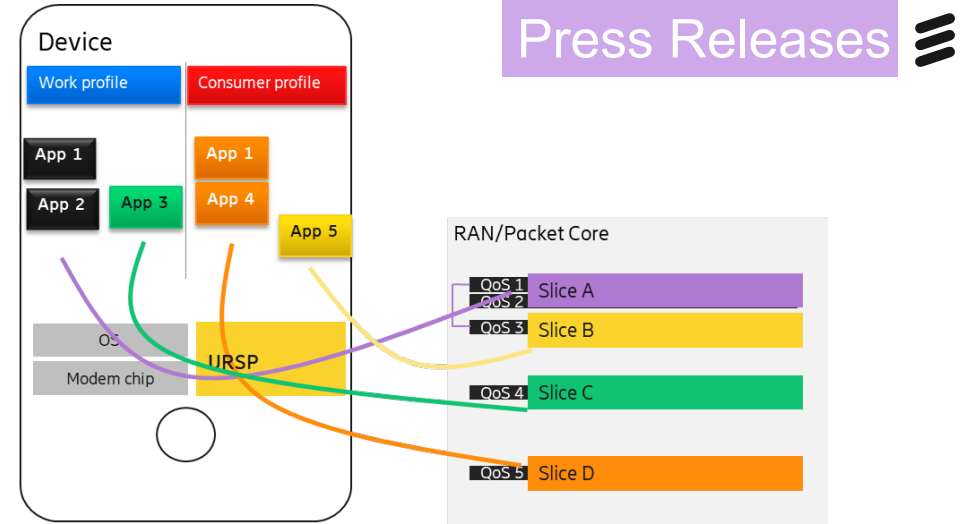 Press Releases
Device
Work profile
Consumer profile
App 1
App 2
App 3
App 1
App 4
App 5
OS
Modem chip
URSP
RAN/Packet Core
QoS 1
Slice A
QoS 2
QoS 3
Slice B
QoS 4
Slice C
QoS 5
Slice D